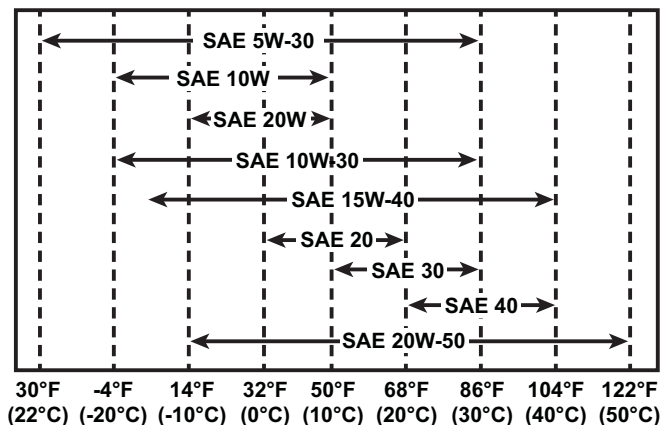 SAE 5W-30
SAE 10W
SAE 20W
SAE 10W-30
SAE 15W-40
SAE 20
SAE 30
SAE 40
SAE 20W-50
30°F -4°F 14°F 32°F 50°F 68°F 86°F 104°F 122°F
(22°C) (-20°C) (-10°C) (0°C) (10°C) (20°C) (30°C) (40°C) (50°C)